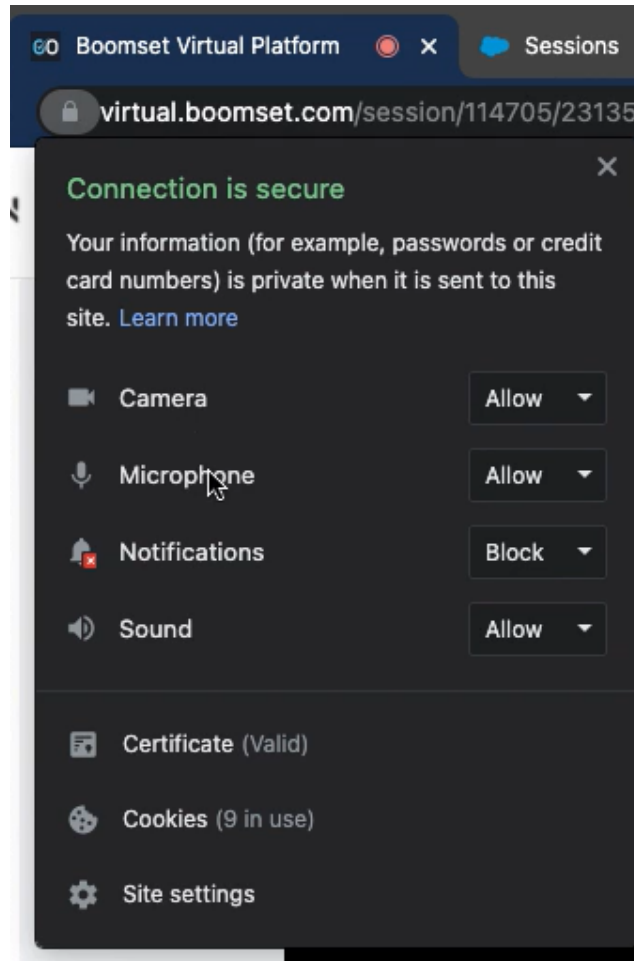 Boomset Virtual Platform
Sessions
virtual.boomset.com/session/114705/23135
Connection is secure
Your information (for example, passwords or credit
card numbers) is private when it is sent to this
site. Learn more
Camera Allow
Microphone Allow
Notifications Block
Sound Allow
Certificate (Valid)
Cookies (9 in use)
Site settings